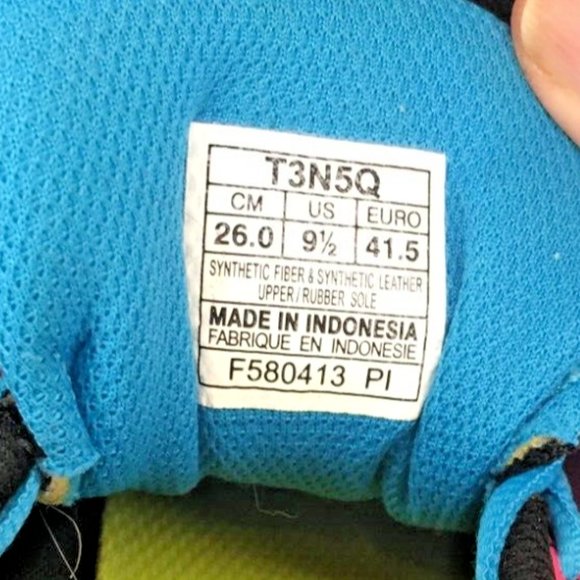 T3N5Q
CM US EURO
26.0 9½ 41.5
SYNTHETIC FIBER & SYNTHETIC LEATHER
UPPER/RUBBER SOLE
MADE IN INDONESIA
FABRIQUE EN INDONESIE
F580413 PI